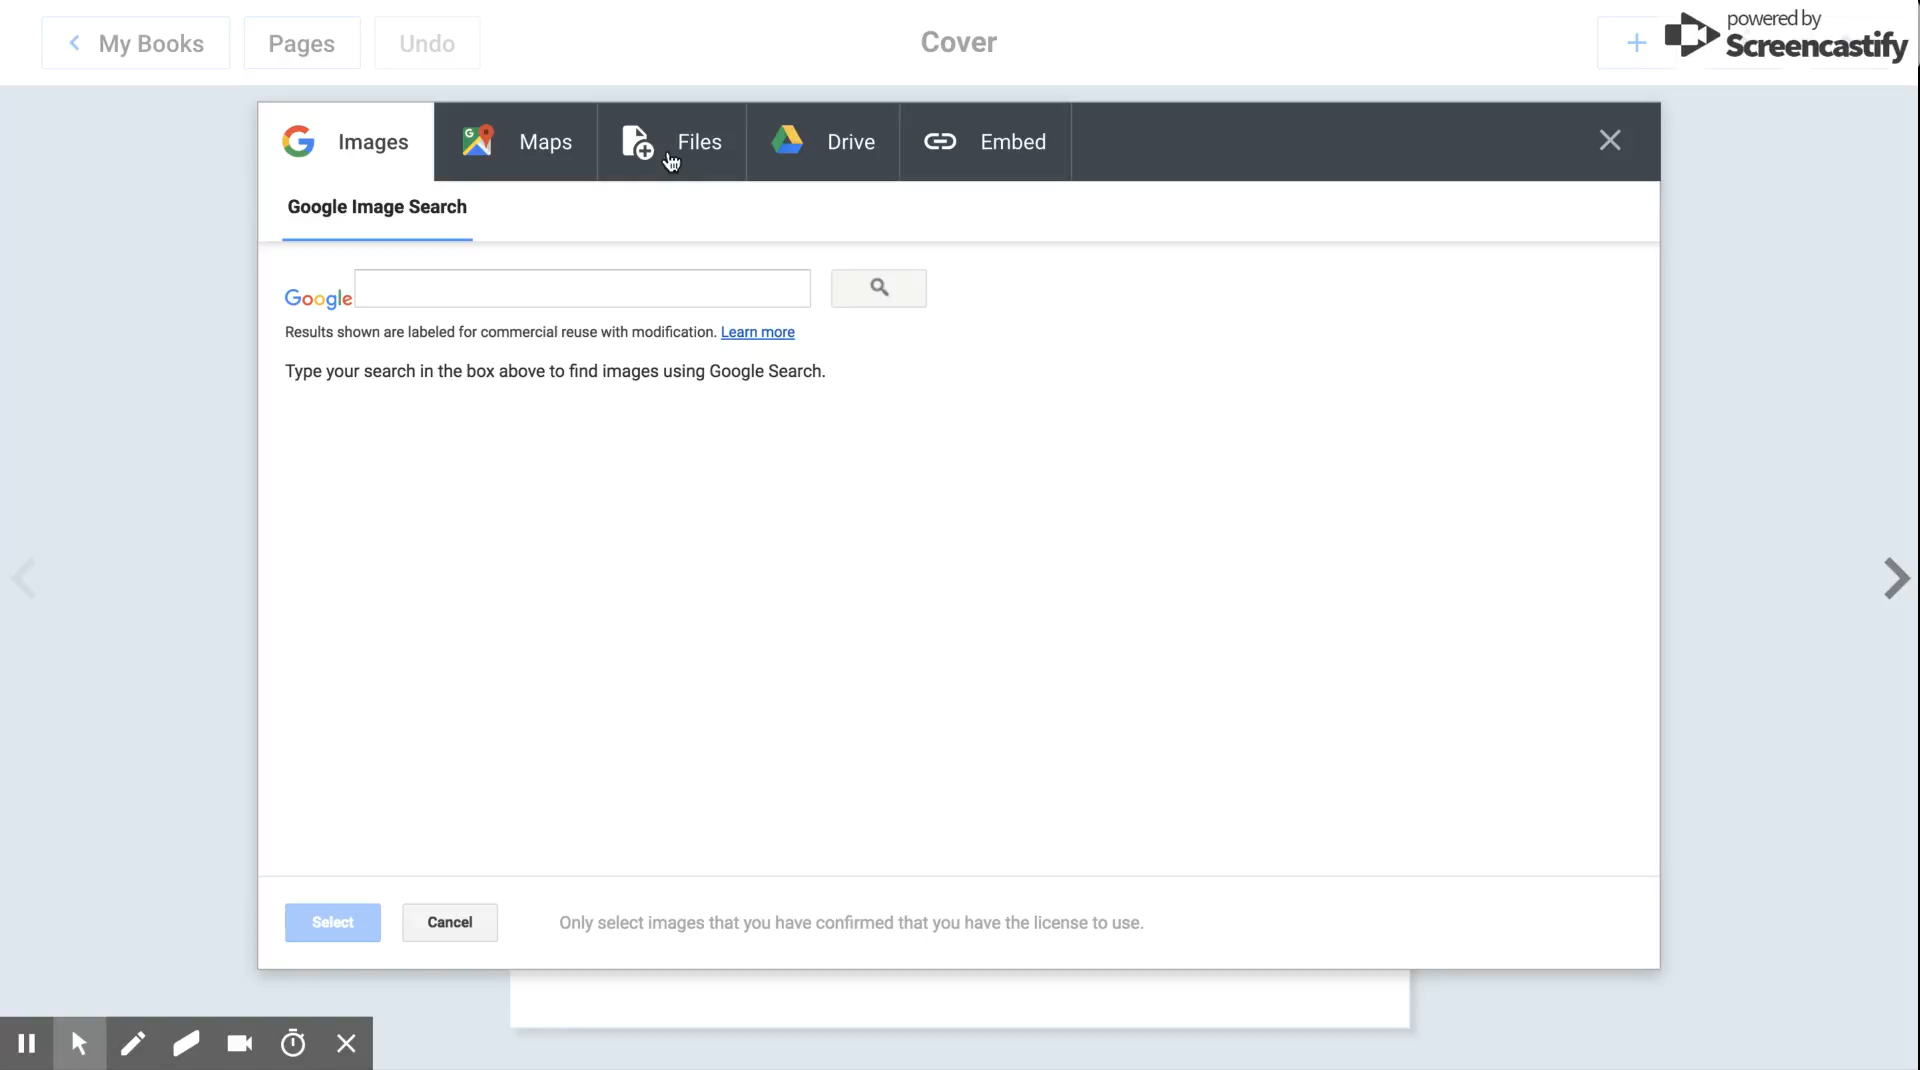 My Books
Pages
Undo
Cover
powered by
Screencastify
Images
Maps
Files
Drive
Embed
Google Image Search
Google
Results shown are labeled for commercial reuse with modification. Learn more
Type your search in the box above to find images using Google Search.
Select
Cancel
Only select images that you have confirmed that you have the license to use.